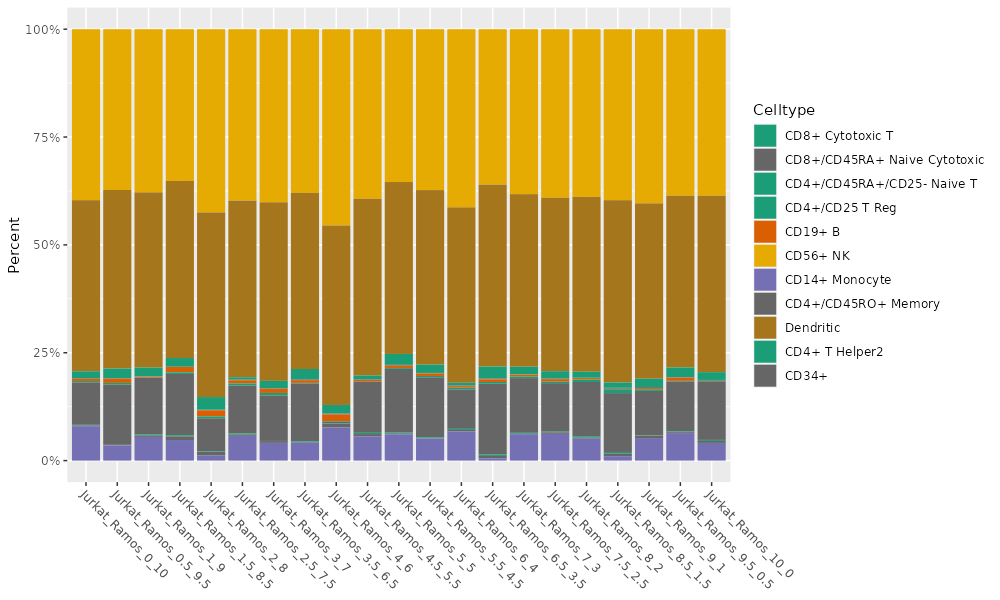 100%
75%
50%
25%
0%
Percent
Jurkat_Ramos_0_10
Jurkat_Ramos_0.5_9.5
Jurkat_Ramos_1_9
Jurkat_Ramos_1.5_8.5
Jurkat_Ramos_2_8
Jurkat_Ramos_2.5_7.5
Jurkat_Ramos_3_7
Jurkat_Ramos_3.5_6.5
Jurkat_Ramos_4_6
Jurkat_Ramos_4.5_5.5
Jurkat_Ramos_5_5
Jurkat_Ramos_5.5_4.5
Jurkat_Ramos_6_4
Jurkat_Ramos_6.5_3.5
Jurkat_Ramos_7_3
Jurkat_Ramos_7.5_2.5
Jurkat_Ramos_8_2
Jurkat_Ramos_8.5_1.5
Jurkat_Ramos_9_1
Jurkat_Ramos_9.5_0.5
Jurkat_Ramos_10_0
Celltype
CD8+ Cytotoxic T
CD8+/CD45RA+ Naive Cytotoxic
CD4+/CD45RA+/CD25- Naive T
CD4+/CD25 T Reg
CD19+ B
CD56+ NK
CD14+ Monocyte
CD4+/CD45RO+ Memory
Dendritic
CD4+ T Helper2
CD34+